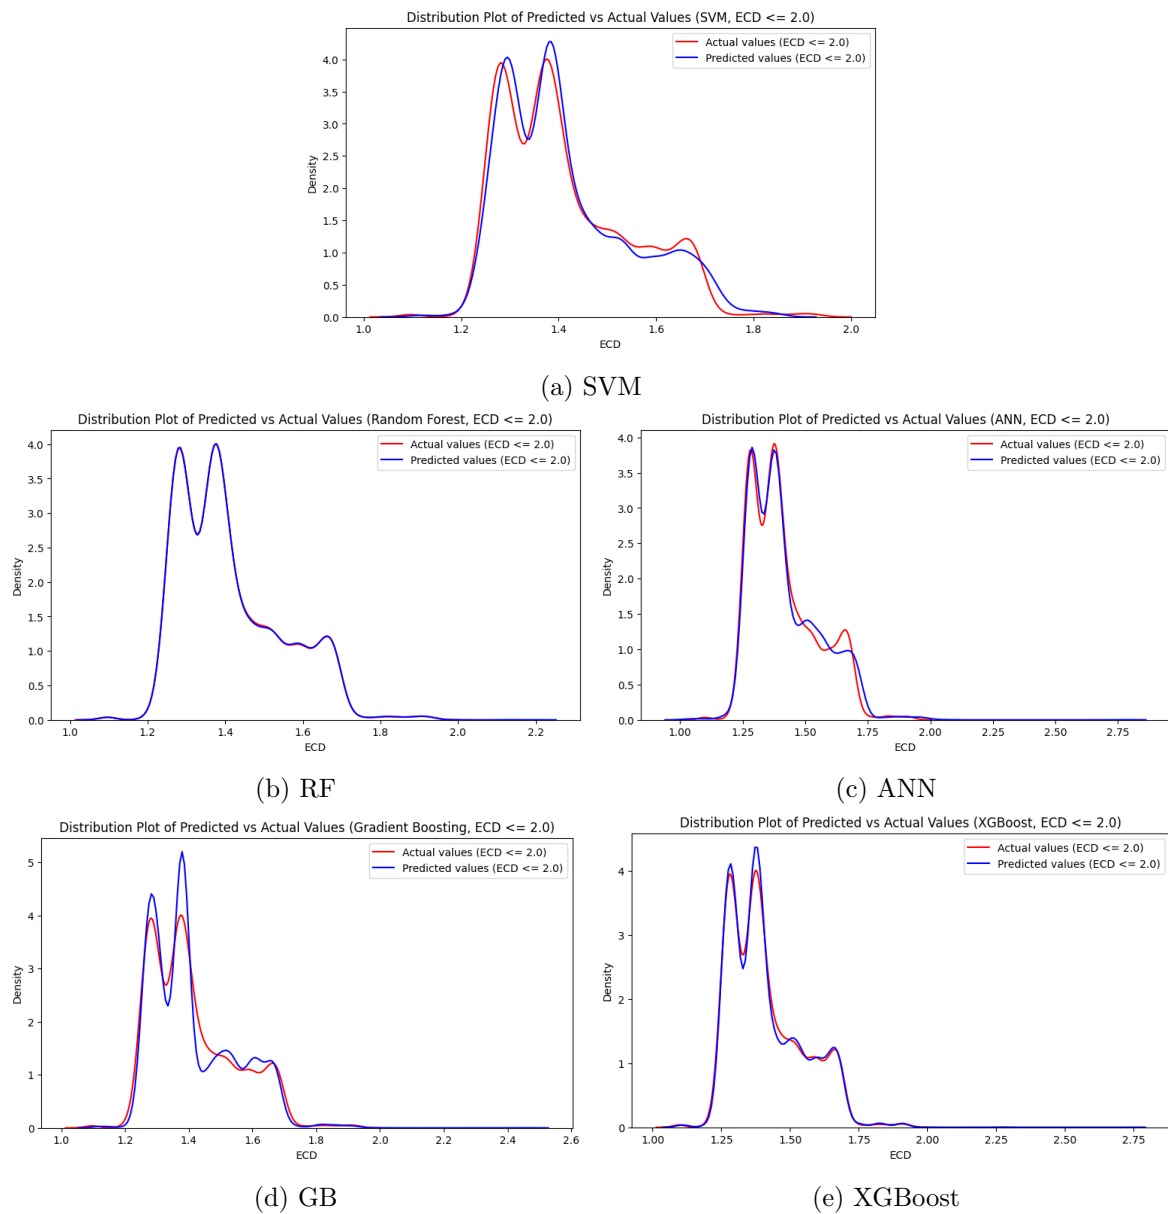 Distribution Plot of Predicted vs Actual Values (SVM, ECD <= 2.0)
Actual values (ECD <= 2.0)
Predicted values (ECD <= 2.0)
Density
4.0
3.5
3.0
2.5
2.0
1.5
1.0
0.5
0.0
1.0 1.2 1.4 1.6 1.8 2.0
ECD
(a) SVM
Distribution Plot of Predicted vs Actual Values (Random Forest, ECD <= 2.0)
Actual values (ECD <= 2.0)
Predicted values (ECD <= 2.0)
Density
4.0
3.5
3.0
2.5
2.0
1.5
1.0
0.5
0.0
1.0 1.2 1.4 1.6 1.8 2.0 2.2
ECD
(b) RF
Distribution Plot of Predicted vs Actual Values (ANN, ECD <= 2.0)
Actual values (ECD <= 2.0)
Predicted values (ECD <= 2.0)
Density
4.0
3.5
3.0
2.5
2.0
1.5
1.0
0.5
0.0
1.00 1.25 1.50 1.75 2.00 2.25 2.50 2.75
ECD
(c) ANN
Distribution Plot of Predicted vs Actual Values (Gradient Boosting, ECD <= 2.0)
Actual values (ECD <= 2.0)
Predicted values (ECD <= 2.0)
Density
5
4
3
2
1
0
1.0 1.2 1.4 1.6 1.8 2.0 2.2 2.4 2.6
ECD
(d) GB
Distribution Plot of Predicted vs Actual Values (XGBoost, ECD <= 2.0)
Actual values (ECD <= 2.0)
Predicted values (ECD <= 2.0)
Density
4
3
2
1
0
1.00 1.25 1.50 1.75 2.00 2.25 2.50 2.75
ECD
(e) XGBoost